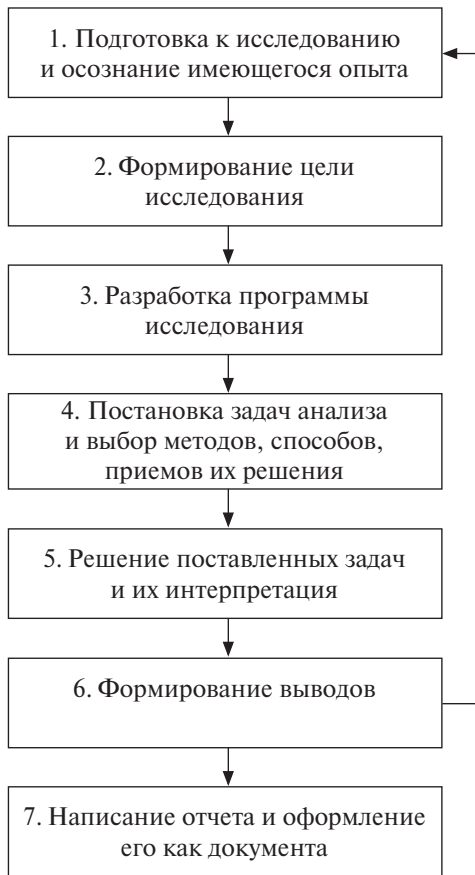 1. Подготовка к исследованию
и осознание имеющегося опыта
2. Формирование цели
исследования
3. Разработка программы
исследования
4. Постановка задач анализа
и выбор методов, способов,
приемов их решения
5. Решение поставленных задач
и их интерпретация
6. Формирование выводов
7. Написание отчета и оформление
его как документа